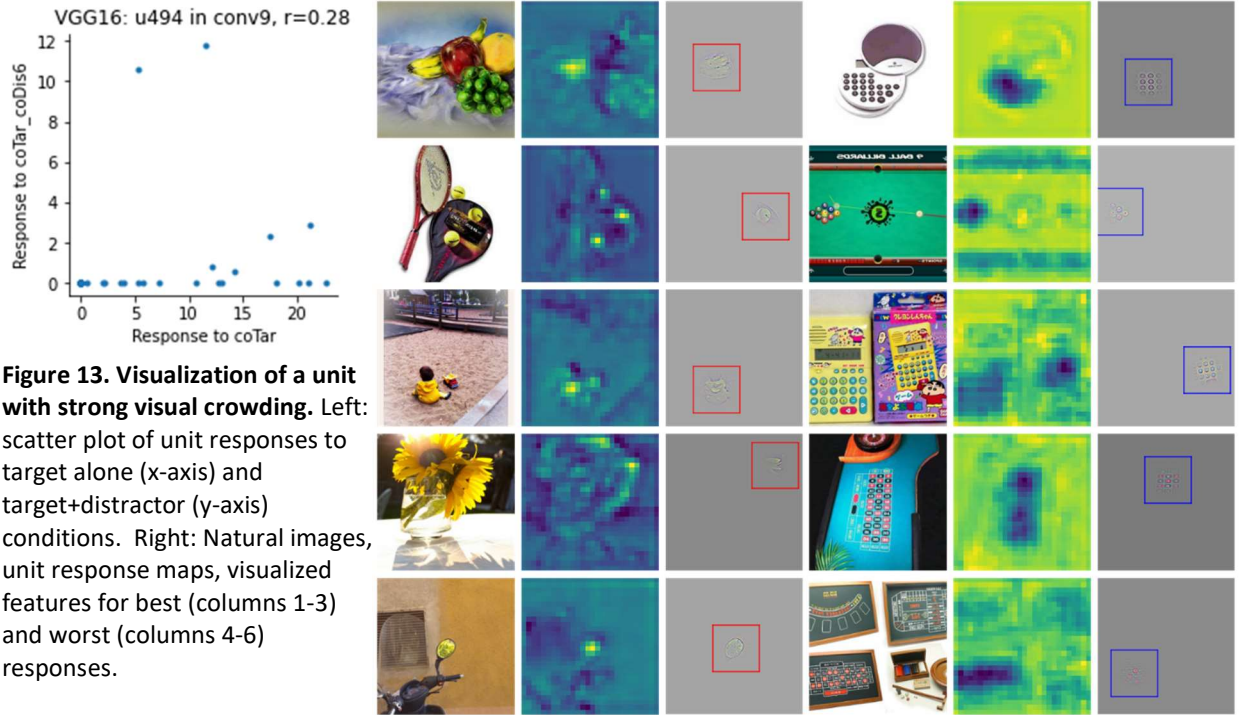 VGG16: u494 in conv9, r=0.28
Response to coTar_coDis6
12
10
8
6
4
2
0
0 5 10 15 20
Response to coTar
Figure 13. Visualization of a unit
with strong visual crowding. Left:
scatter plot of unit responses to
target alone (x-axis) and
target+distractor (y-axis)
conditions. Right: Natural images,
unit response maps, visualized
features for best (columns 1-3)
and worst (columns 4-6)
responses.